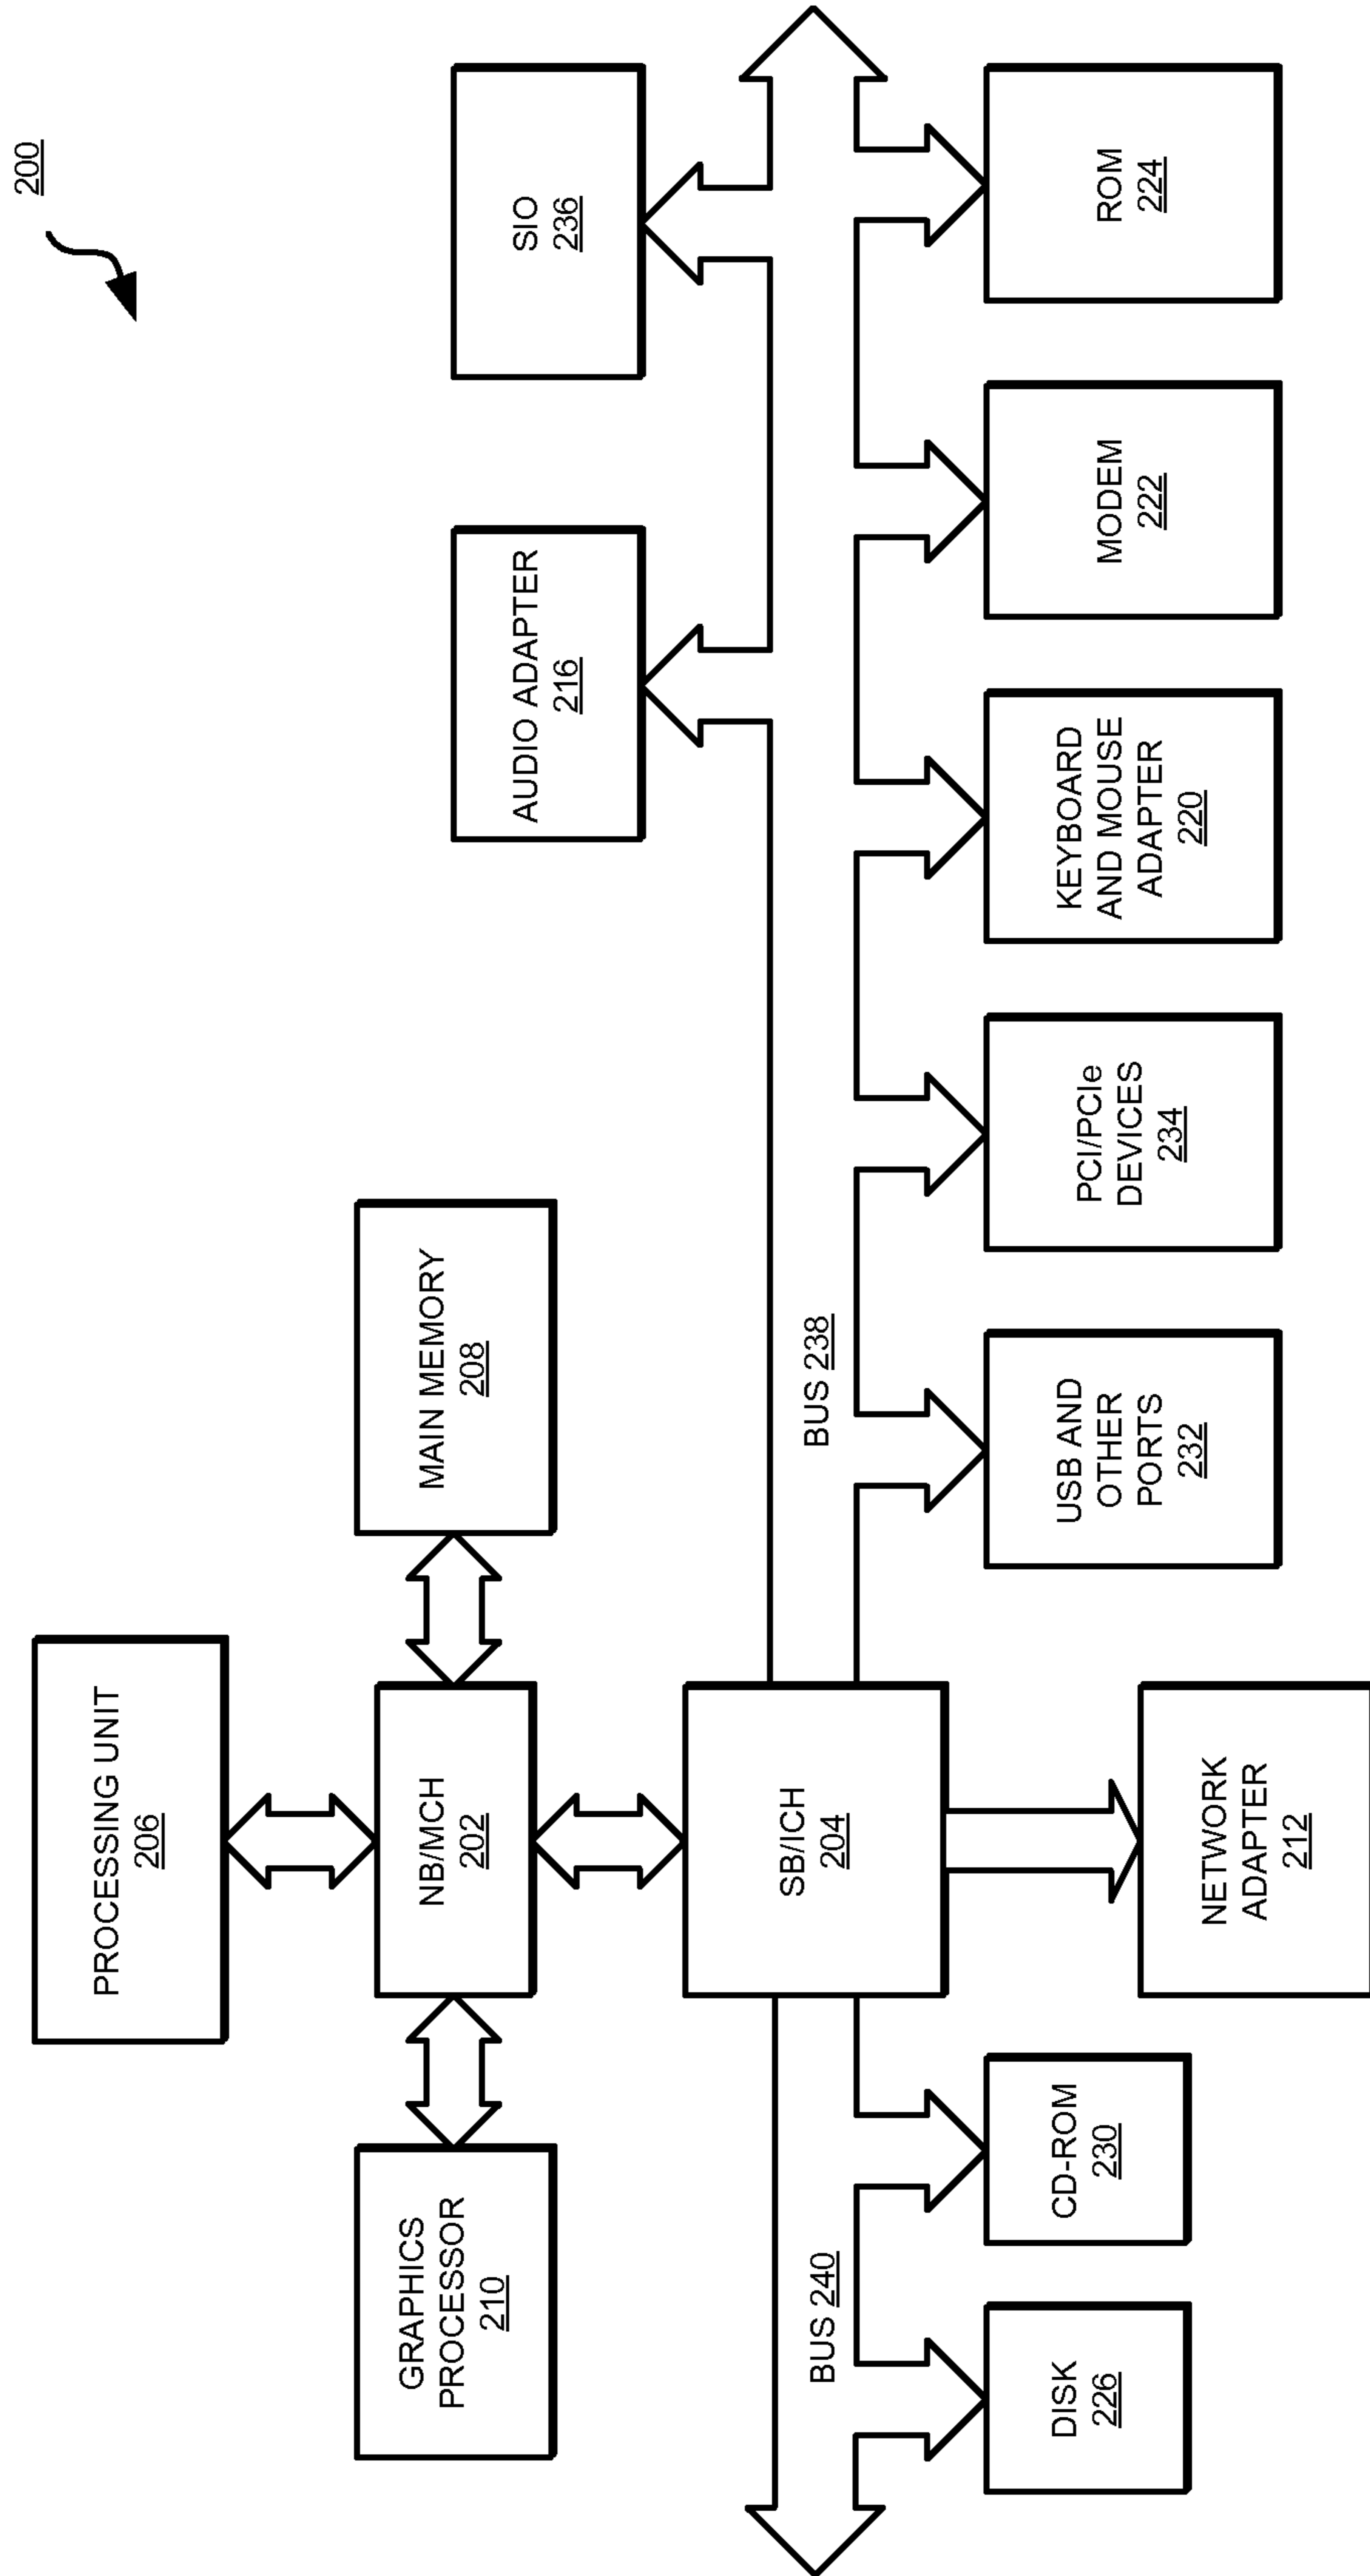 200
PROCESSING UNIT
206
GRAPHICS
PROCESSOR
210
NB/MCH
202
MAIN MEMORY
208
AUDIO ADAPTER
216
SIO
236
SB/ICH
204
BUS 240
BUS 238
DISK
226
CD-ROM
230
USB AND
OTHER
PORTS
232
PCI/PCIe
DEVICES
234
KEYBOARD
AND MOUSE
ADAPTER
220
MODEM
222
ROM
224
NETWORK
ADAPTER
212